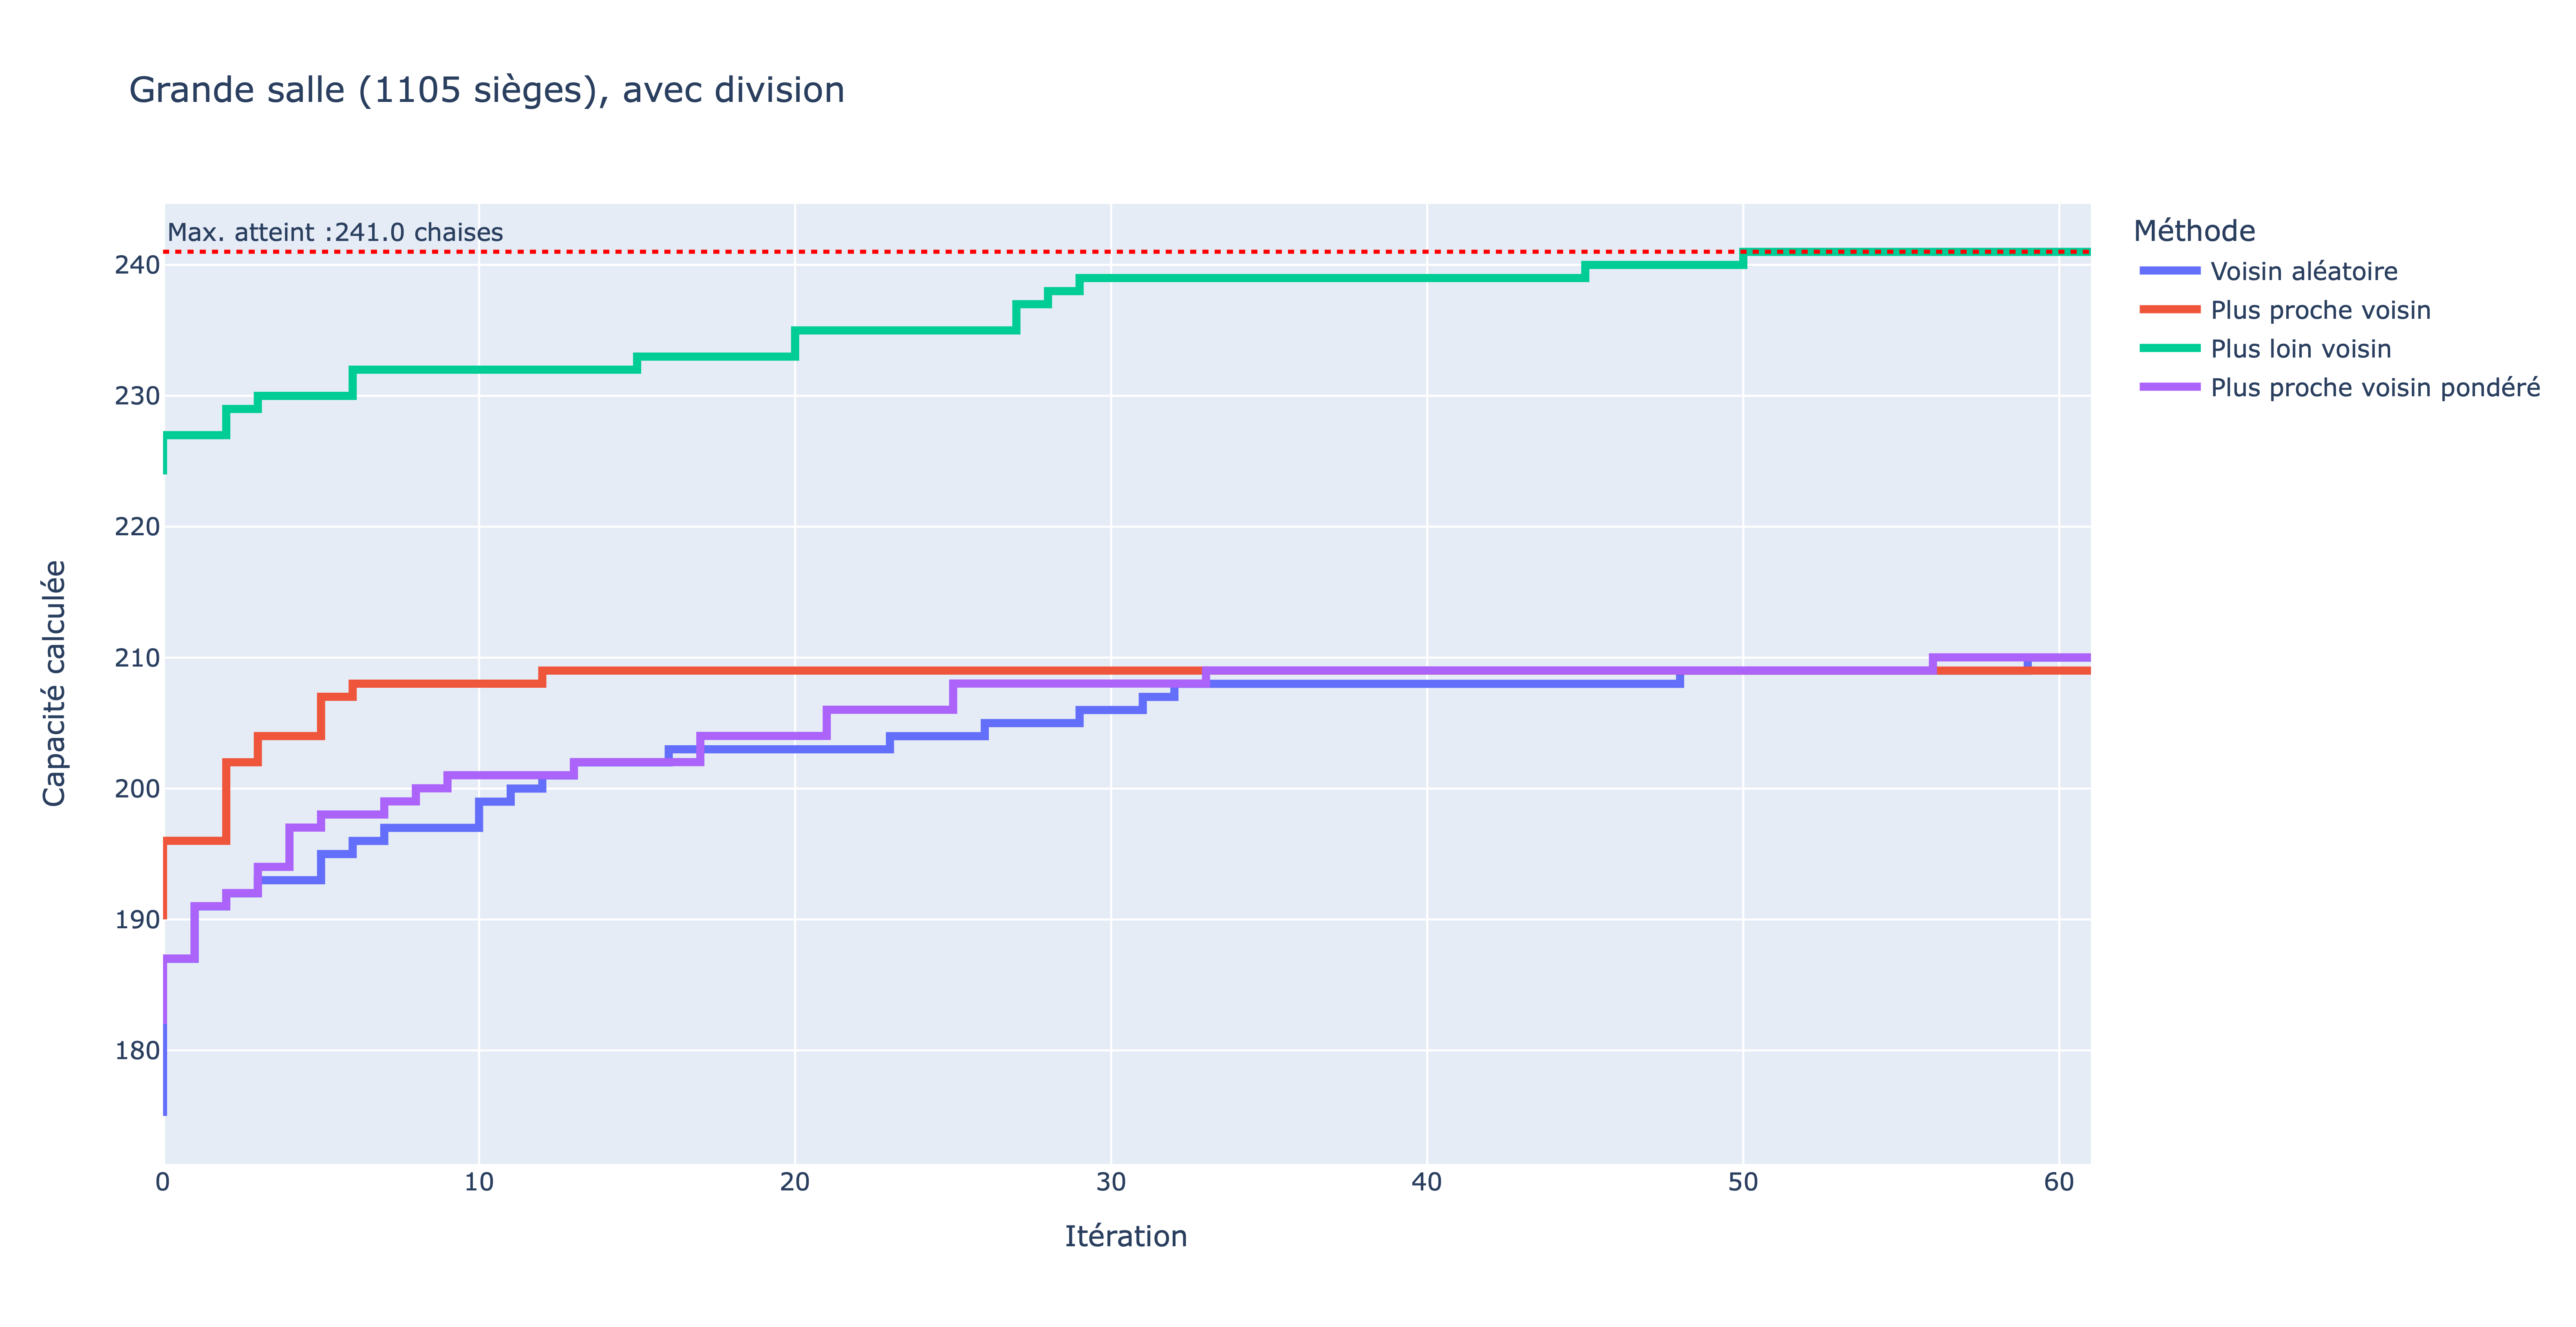 Grande salle (1105 sièges), avec division
Max. atteint :241.0 chaises
240
230
220
210
200
190
180
Capacité calculée
0 10 20 30 40 50 60
Itération
Méthode
Voisin aléatoire
Plus proche voisin
Plus loin voisin
Plus proche voisin pondéré